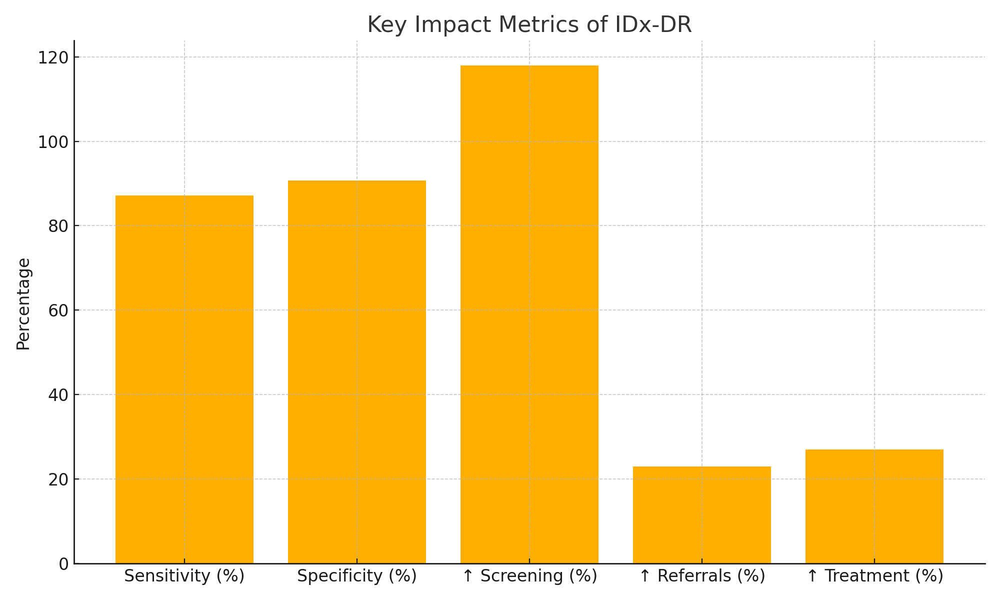 Key Impact Metrics of IDx-DR
Percentage
120
100
80
60
40
20
0
Sensitivity (%)
Specificity (%)
↑ Screening (%)
↑ Referrals (%)
↑ Treatment (%)